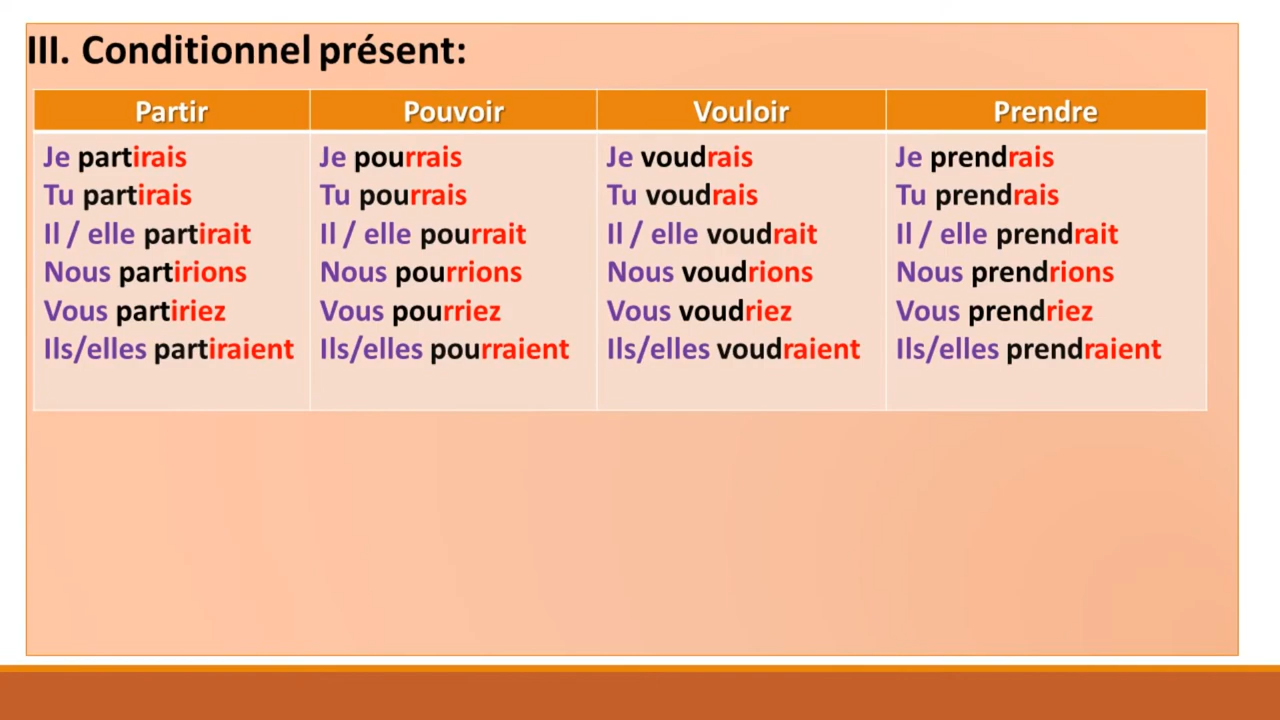 III. Conditionnel présent:
Partir
Pouvoir
Vouloir
Prendre
Je partirais
Tu partirais
Il / elle partirait
Nous partirions
Vous partiriez
Ils/elles partiraient
Je pourrais
Tu pourrais
Il / elle pourrait
Nous pourrions
Vous pourriez
Ils/elles pourraient
Je voudrais
Tu voudrais
Il / elle voudrait
Nous voudrions
Vous voudriez
Ils/elles voudraient
Je prendrais
Tu prendrais
Il / elle prendrait
Nous prendrions
Vous prendriez
Ils/elles prendraient